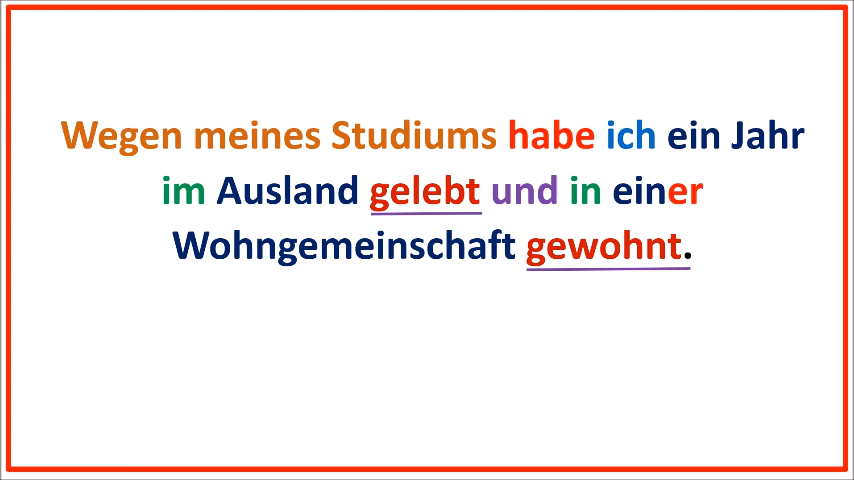 Wegen meines Studiums habe ich ein Jahr
im Ausland gelebt und in einer
Wohngemeinschaft gewohnt.